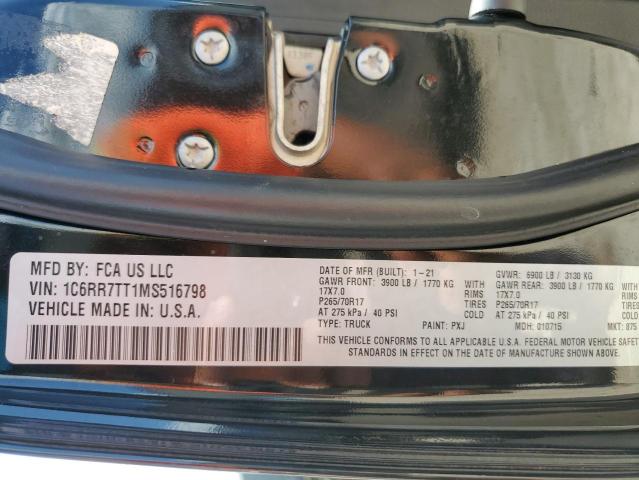 MFD BY: FCA US LLC
VIN: 1C6RR7TT1MS516798
VEHICLE MADE IN: U.S.A.
DATE OF MFR (BUILT): 1-21 GVWR: 6900 LB / 3130 KG
GAWR FRONT: 3900 LB / 1770 KG WITH GAWR REAR: 3900 LB / 1770 KG WITH
17X7.0 RIMS 17X7.0 RIMS
P265/70R17 TIRES P265/70R17 TIRES
AT 275 kPa / 40 PSI COLD AT 275 kPa / 40 PSI COLD
TYPE: TRUCK PAINT: PXJ MDH: 010715 MKT: 875
THIS VEHICLE CONFORMS TO ALL APPLICABLE U.S.A. FEDERAL MOTOR VEHICLE SAFET
STANDARDS IN EFFECT ON THE DATE OF MANUFACTURE SHOWN ABOVE.